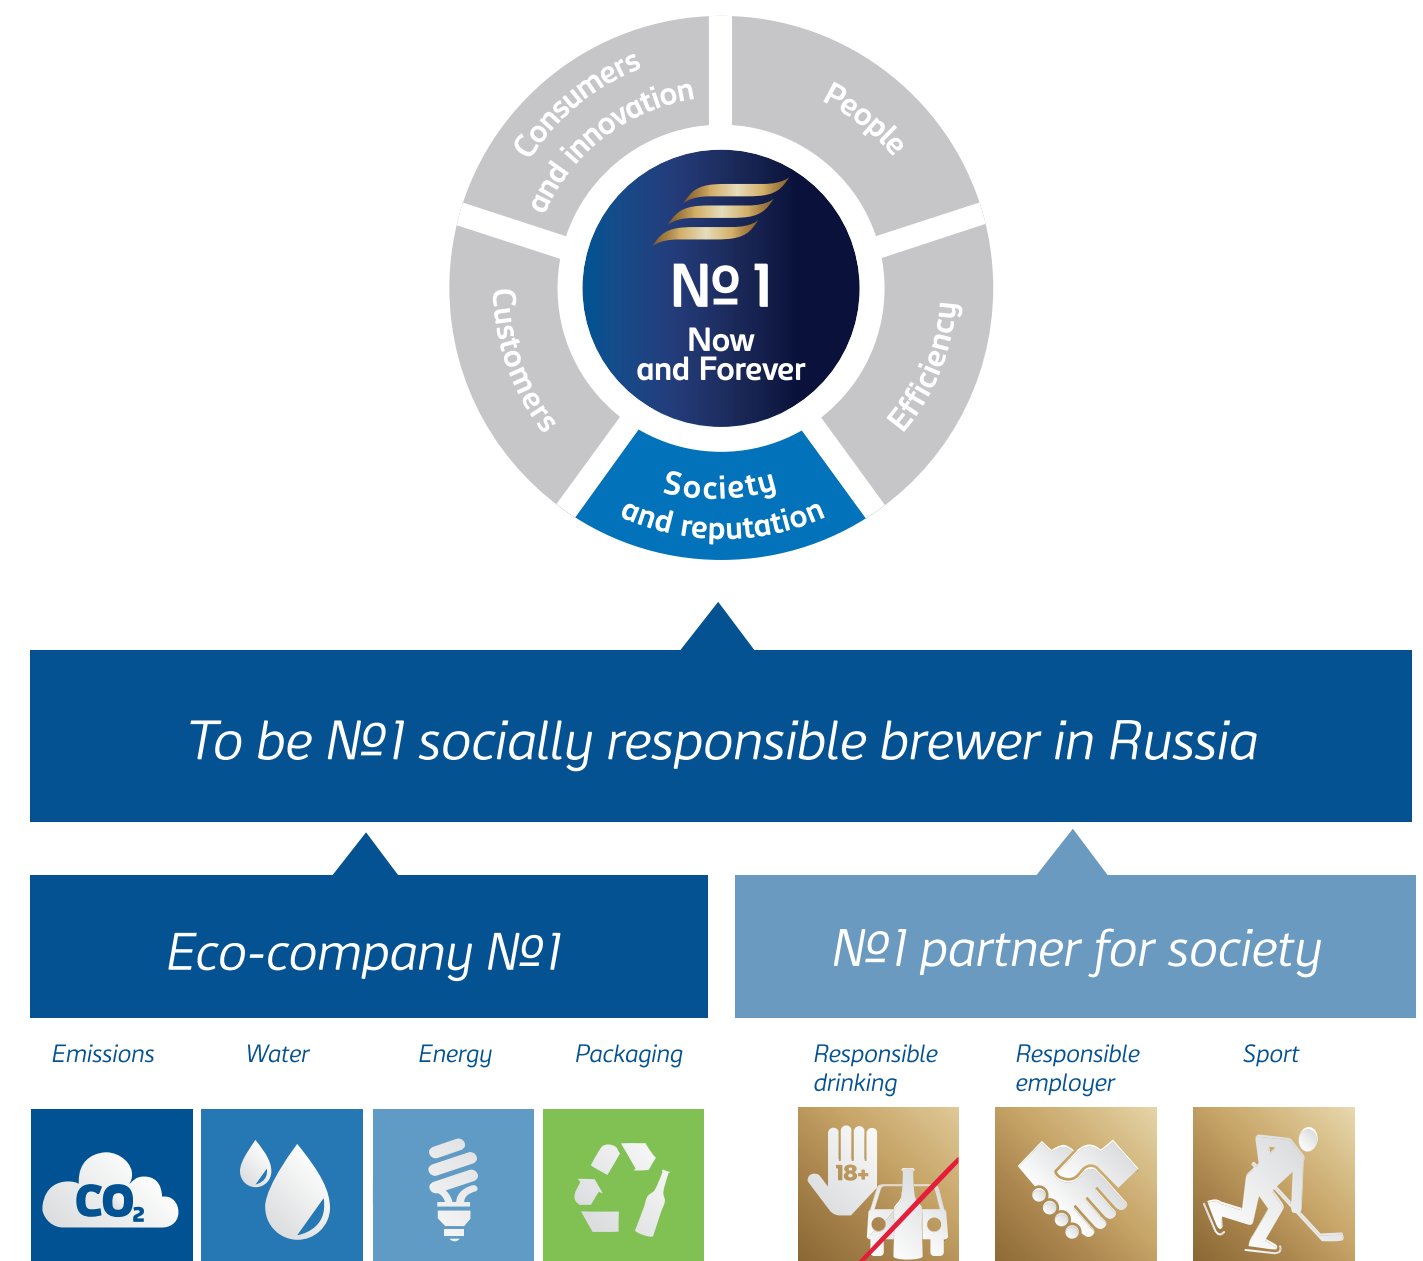 Consumers
and innovation
People
Customers
Efficiency
№ 1
Now
and Forever
Society
and reputation
To be №1 socially responsible brewer in Russia
Eco-company №1
№1 partner for society
Emissions
Water
Energy
Packaging
Responsible
drinking
Responsible
employer
Sport
CO₂
18+